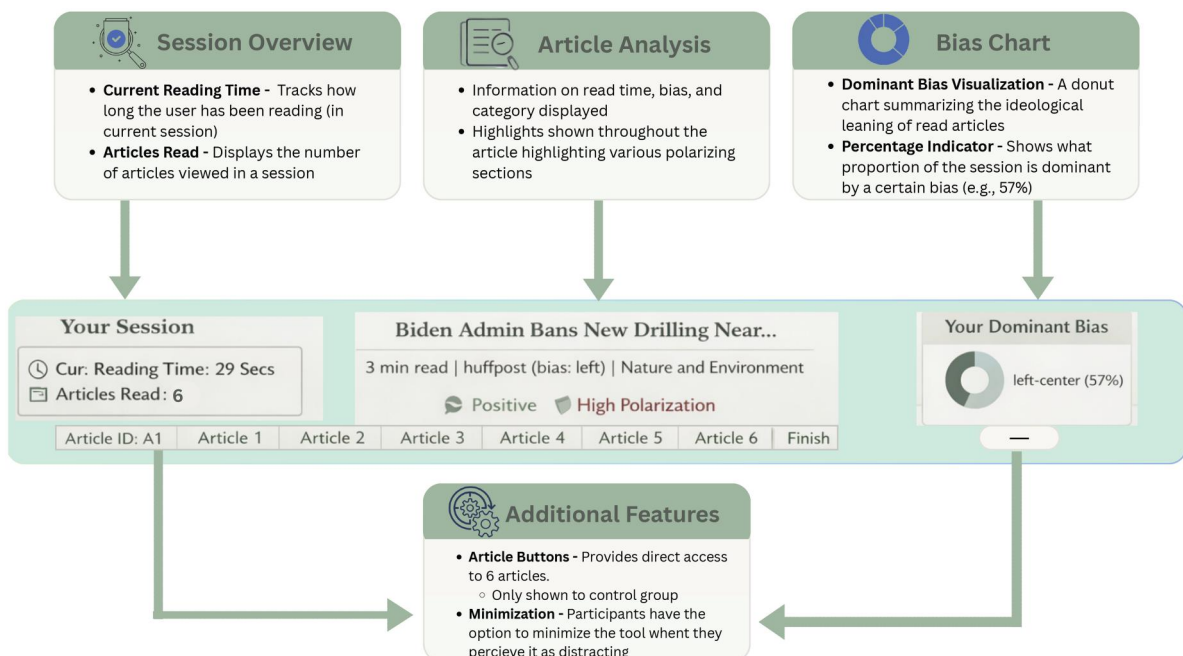 Session Overview
• Current Reading Time - Tracks how
long the user has been reading (in
current session)
• Articles Read - Displays the number
of articles viewed in a session
Article Analysis
• Information on read time, bias, and
category displayed
• Highlights shown throughout the
article highlighting various polarizing
sections
Bias Chart
• Dominant Bias Visualization - A donut
chart summarizing the ideological
leaning of read articles
• Percentage Indicator - Shows what
proportion of the session is dominant
by a certain bias (e.g., 57%)
Your Session
Cur. Reading Time: 29 Secs
Articles Read: 6
Biden Admin Bans New Drilling Near...
3 min read | huffpost (bias: left) | Nature and Environment
Positive High Polarization
Your Dominant Bias
left-center (57%)
Article ID: A1 Article 1 Article 2 Article 3 Article 4 Article 5 Article 6 Finish
Additional Features
• Article Buttons - Provides direct access
to 6 articles.
○ Only shown to control group
• Minimization - Participants have the
option to minimize the tool whent they
percieve it as distracting